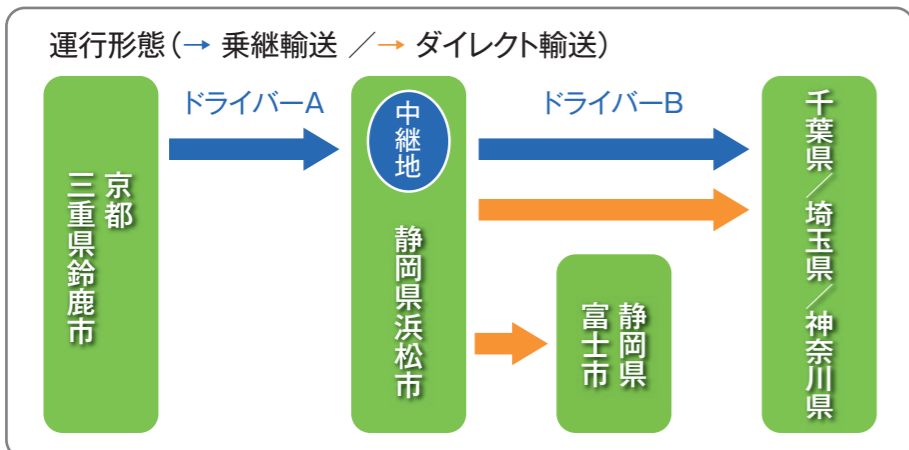 運行形態(→ 乗継輸送 ／→ ダイレクト輸送)
ドライバーA
ドライバーB
京都
三重県鈴鹿市
中継地
静岡県浜松市
静岡県
富士市
千葉県／埼玉県／神奈川県